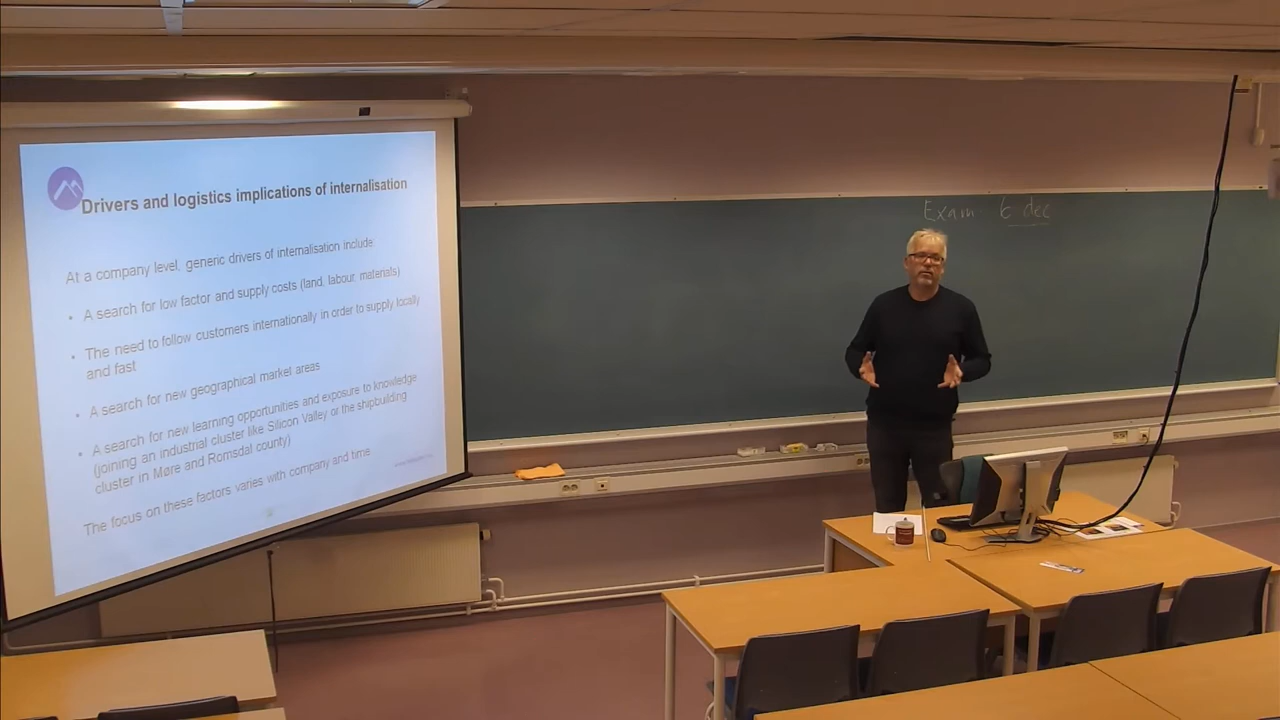 Drivers and logistics implications of internalisation
At a company level, generic drivers of internalisation include:
• A search for low factor and supply costs (land, labour, materials)
• The need to follow customers internationally in order to supply locally
and fast
• A search for new geographical market areas
• A search for new learning opportunities and exposure to knowledge
(joining an industrial cluster like Silicon Valley or the shipbuilding
cluster in Møre and Romsdal county)
The focus on these factors varies with company and time
Exam 6 dec